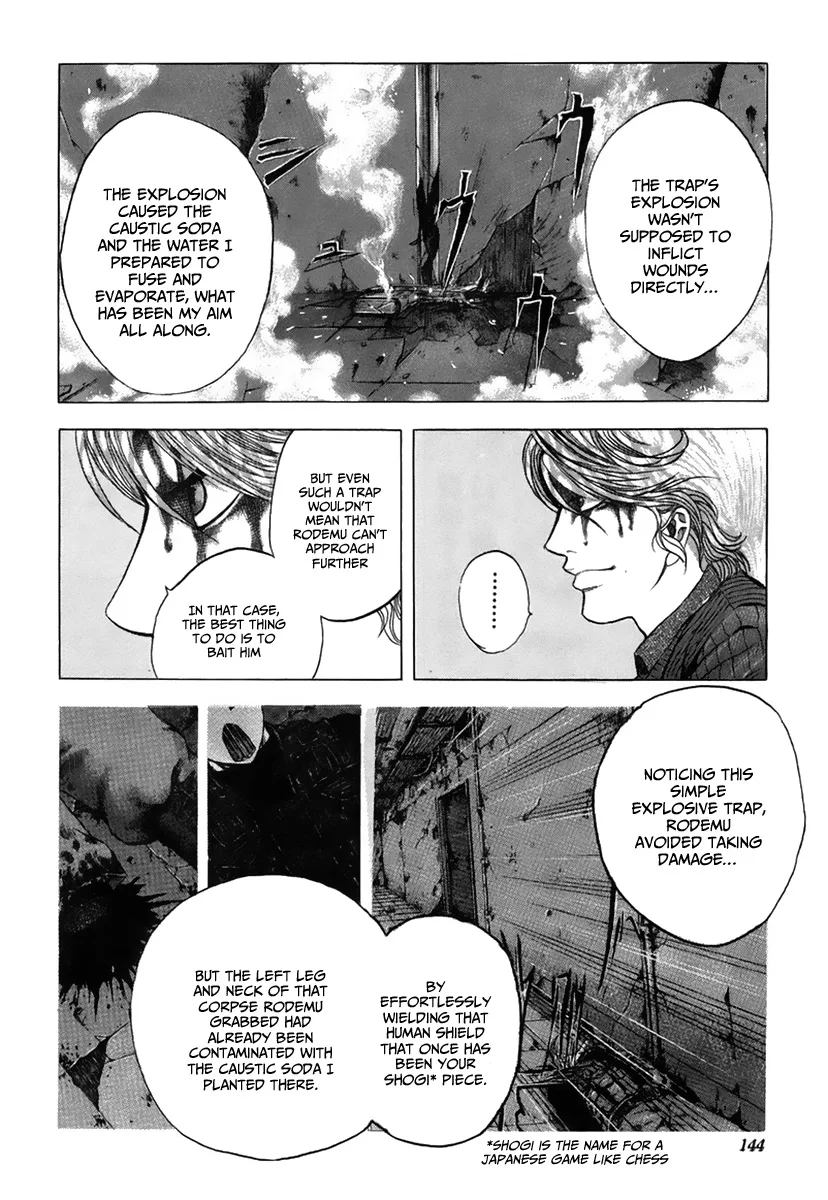 THE TRAP'S
EXPLOSION
WASN'T
SUPPOSED TO
INFLICT
WOUNDS
DIRECTLY...
THE EXPLOSION
CAUSED THE
CAUSTIC SODA
AND THE WATER I
PREPARED TO
FUSE AND
EVAPORATE, WHAT
HAS BEEN MY AIM
ALL ALONG.
.........
BUT EVEN
SUCH A TRAP
WOULDN'T
MEAN THAT
RODEMU CAN'T
APPROACH
FURTHER
IN THAT CASE,
THE BEST THING
TO DO IS TO
BAIT HIM
NOTICING THIS
SIMPLE
EXPLOSIVE TRAP,
RODEMU
AVOIDED TAKING
DAMAGE...
BY
EFFORTLESSLY
WIELDING THAT
HUMAN SHIELD
THAT ONCE HAS
BEEN YOUR
SHOGI* PIECE.
BUT THE LEFT LEG
AND NECK OF THAT
CORPSE RODEMU
GRABBED HAD
ALREADY BEEN
CONTAMINATED WITH
THE CAUSTIC SODA I
PLANTED THERE.
*SHOGI IS THE NAME FOR A
JAPANESE GAME LIKE CHESS
144